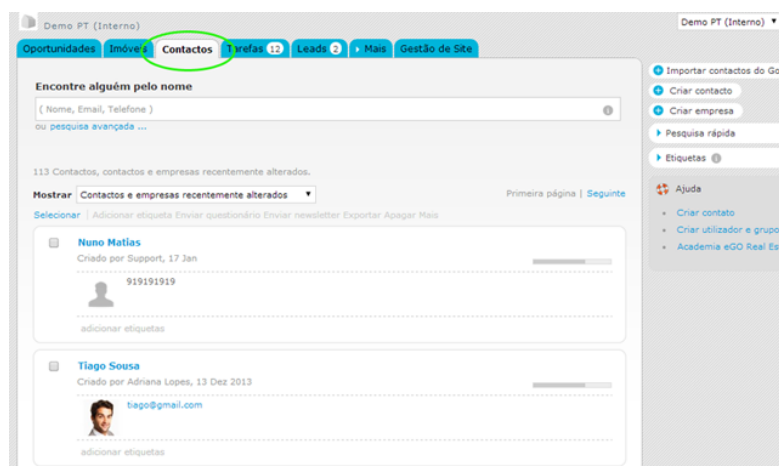 Demo PT (Interno)
Demo PT (Interno)
Oportunidades Imóveis Contactos Tarefas 12 Leads 2 Mais Gestão de Site
Encontre alguém pelo nome
( Nome, Email, Telefone )
ou pesquisa avançada ...
113 Contactos, contactos e empresas recentemente alterados.
Mostrar Contactos e empresas recentemente alterados Primeira página | Seguinte
Selecionar | Adicionar etiqueta Enviar questionário Enviar newsletter Exportar Apagar Mais
Nuno Matias
Criado por Support, 17 Jan
919191919
adicionar etiquetas
Tiago Sousa
Criado por Adriana Lopes, 13 Dez 2013
tiago@gmail.com
adicionar etiquetas
Importar contactos do Go
Criar contacto
Criar empresa
Pesquisa rápida
Etiquetas
Ajuda
Criar contato
Criar utilizador e grupo
Academia eGO Real Es